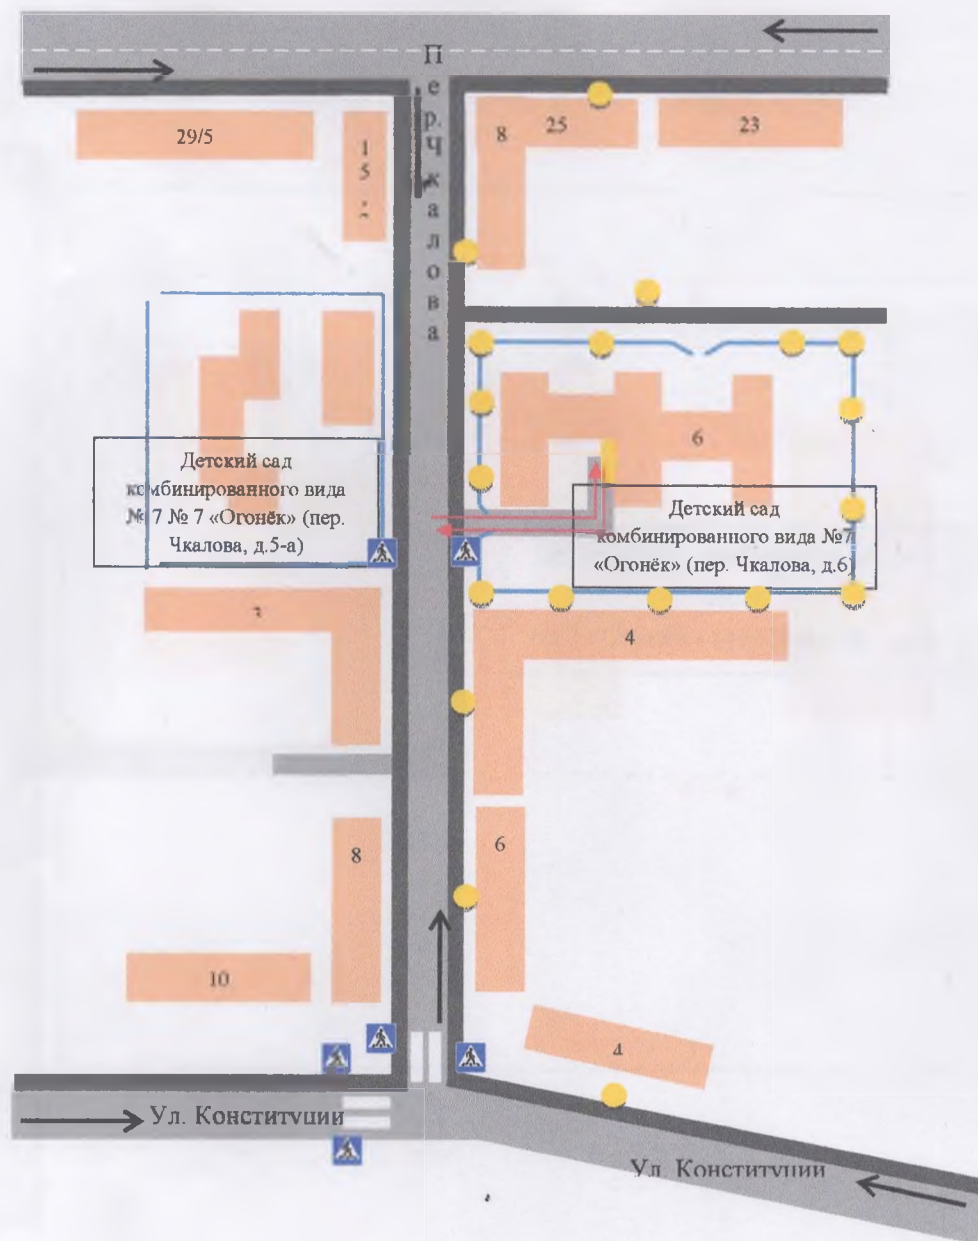 Пер. Чкалова
29/5
15
8
25
23
6
Детский сад
комбинированного вида
№ 7 № 7 «Огонёк» (пер.
Чкалова, д.5-а)
Детский сад
комбинированного вида №7
«Огонёк» (пер. Чкалова, д.6)
4
8
6
10
4
Ул. Конституции
Ул. Конституции